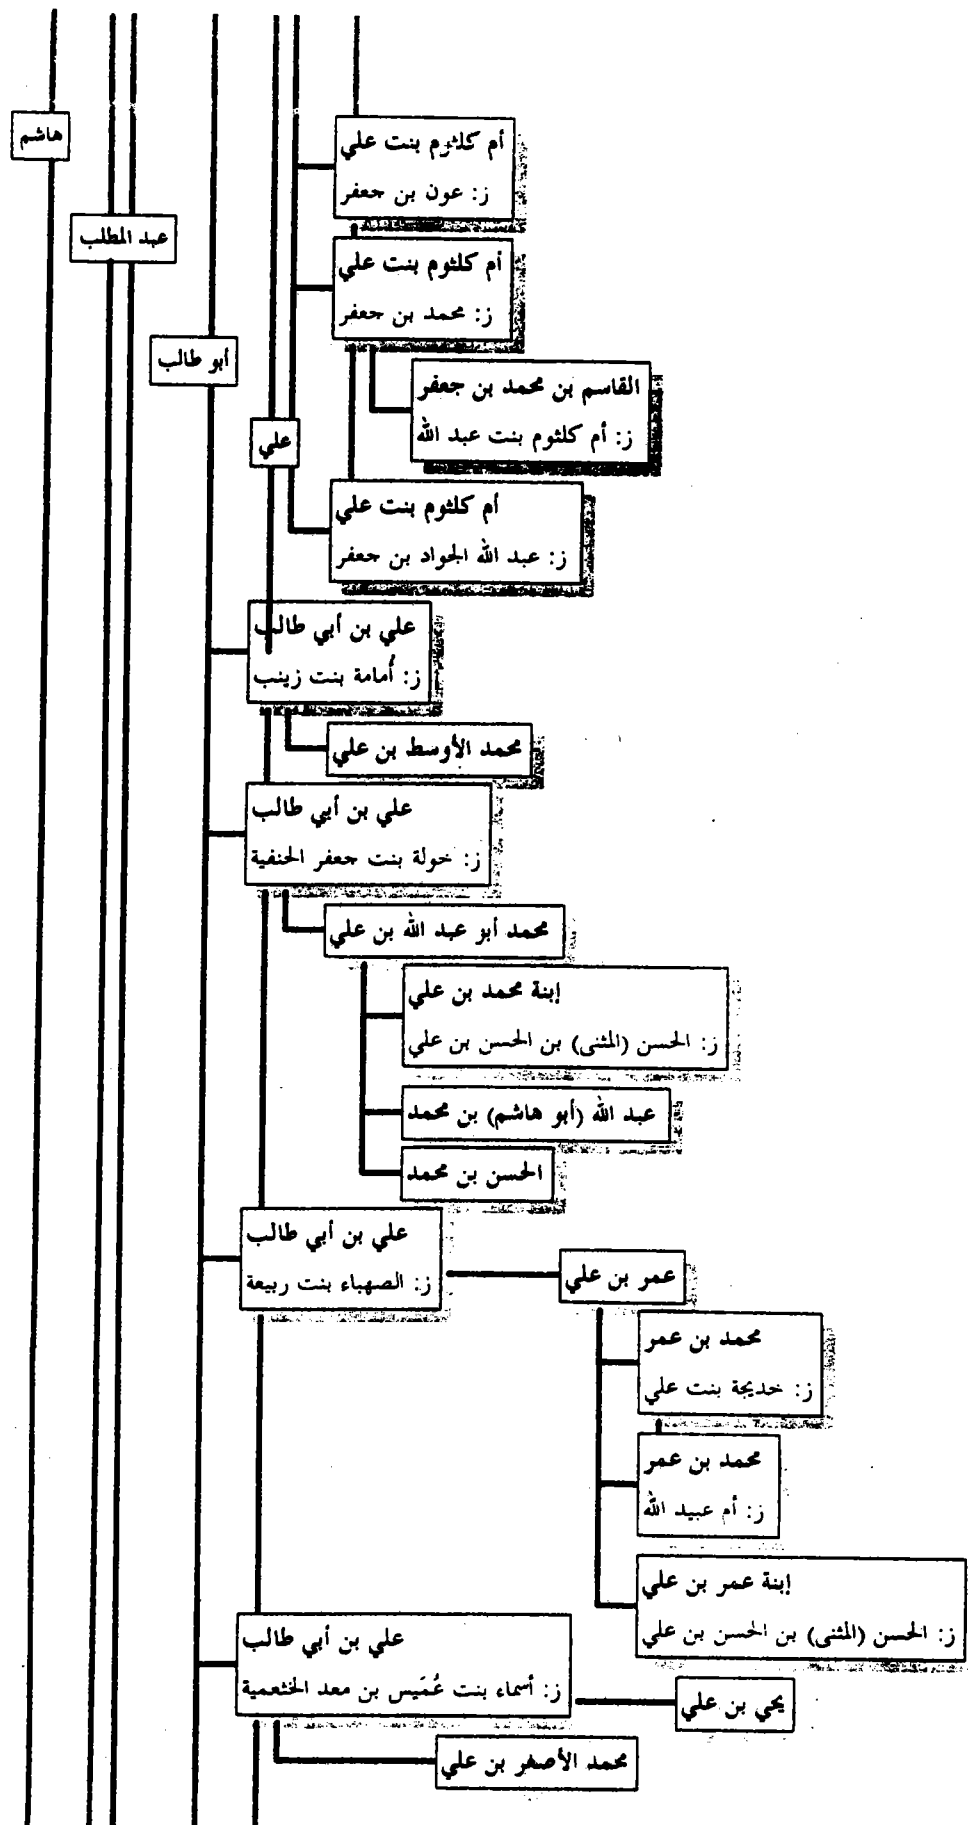 هاشم
عبد المطلب
أبو طالب
علي
أم كلثوم بنت علي
ز: عون بن جعفر
أم كلثوم بنت علي
ز: محمد بن جعفر
القاسم بن محمد بن جعفر
ز: أم كلثوم بنت عبد الله
أم كلثوم بنت علي
ز: عبد الله الجواد بن جعفر
علي بن أبي طالب
ز: أُمامة بنت زينب
محمد الأوسط بن علي
علي بن أبي طالب
ز: خولة بنت جعفر الحنفية
محمد أبو عبد الله بن علي
إبنة محمد بن علي
ز: الحسن (المثنى) بن الحسن بن علي
عبد الله (أبو هاشم) بن محمد
الحسن بن محمد
علي بن أبي طالب
ز: الصهباء بنت ربيعة
عمر بن علي
محمد بن عمر
ز: خديجة بنت علي
محمد بن عمر
ز: أم عبيد الله
إبنة عمر بن علي
ز: الحسن (المثنى) بن الحسن بن علي
علي بن أبي طالب
ز: أسماء بنت عُمَيس بن معد الخثعمية
يحي بن علي
محمد الأصغر بن علي